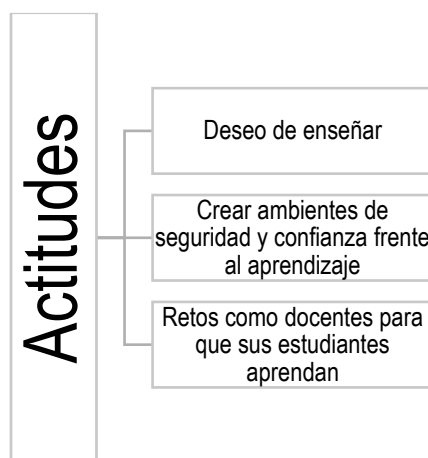 Actitudes
Deseo de enseñar
Crear ambientes de
seguridad y confianza frente
al aprendizaje
Retos como docentes para
que sus estudiantes
aprendan